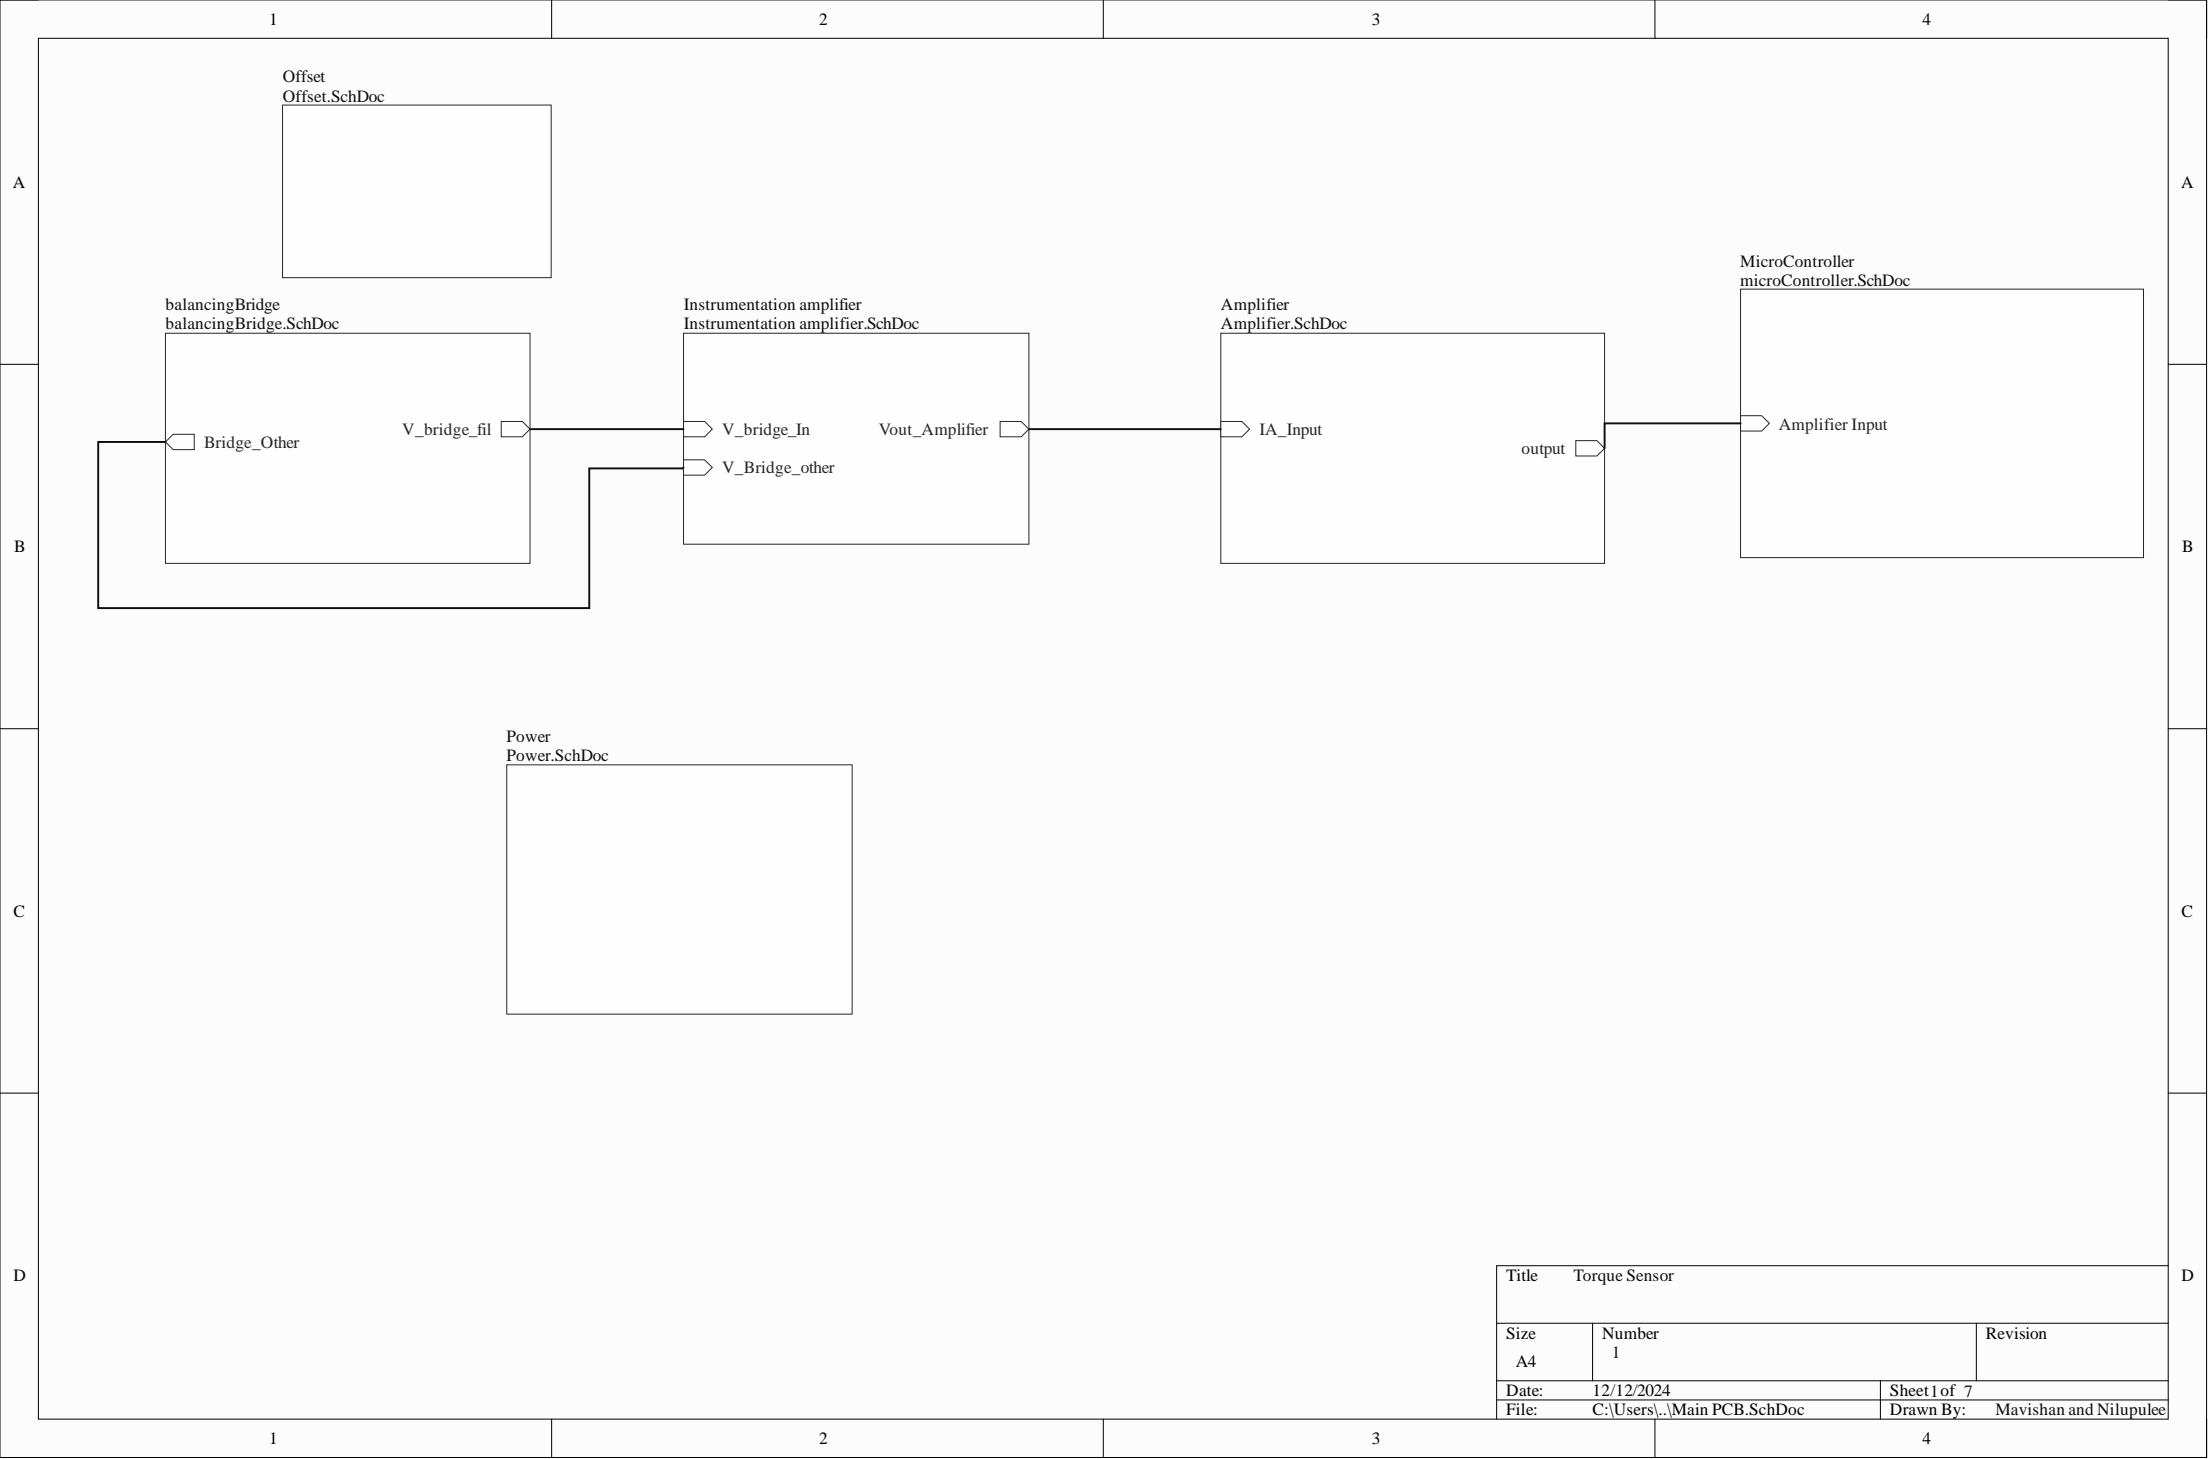 1 2 3 4
Offset
Offset.SchDoc
A A
MicroController
microController.SchDoc
balancingBridge
balancingBridge.SchDoc
Instrumentation amplifier
Instrumentation amplifier.SchDoc
Amplifier
Amplifier.SchDoc
Bridge_Other
V_bridge_fil
V_bridge_In
Vout_Amplifier
V_Bridge_other
IA_Input
output
Amplifier Input
B B
Power
Power.SchDoc
C C
D D
Title Torque Sensor
Size Number Revision
A4 1
Date: 12/12/2024 Sheet 1 of 7
File: C:\Users\..\Main PCB.SchDoc Drawn By: Mavishan and Nilupulee
1 2 3 4